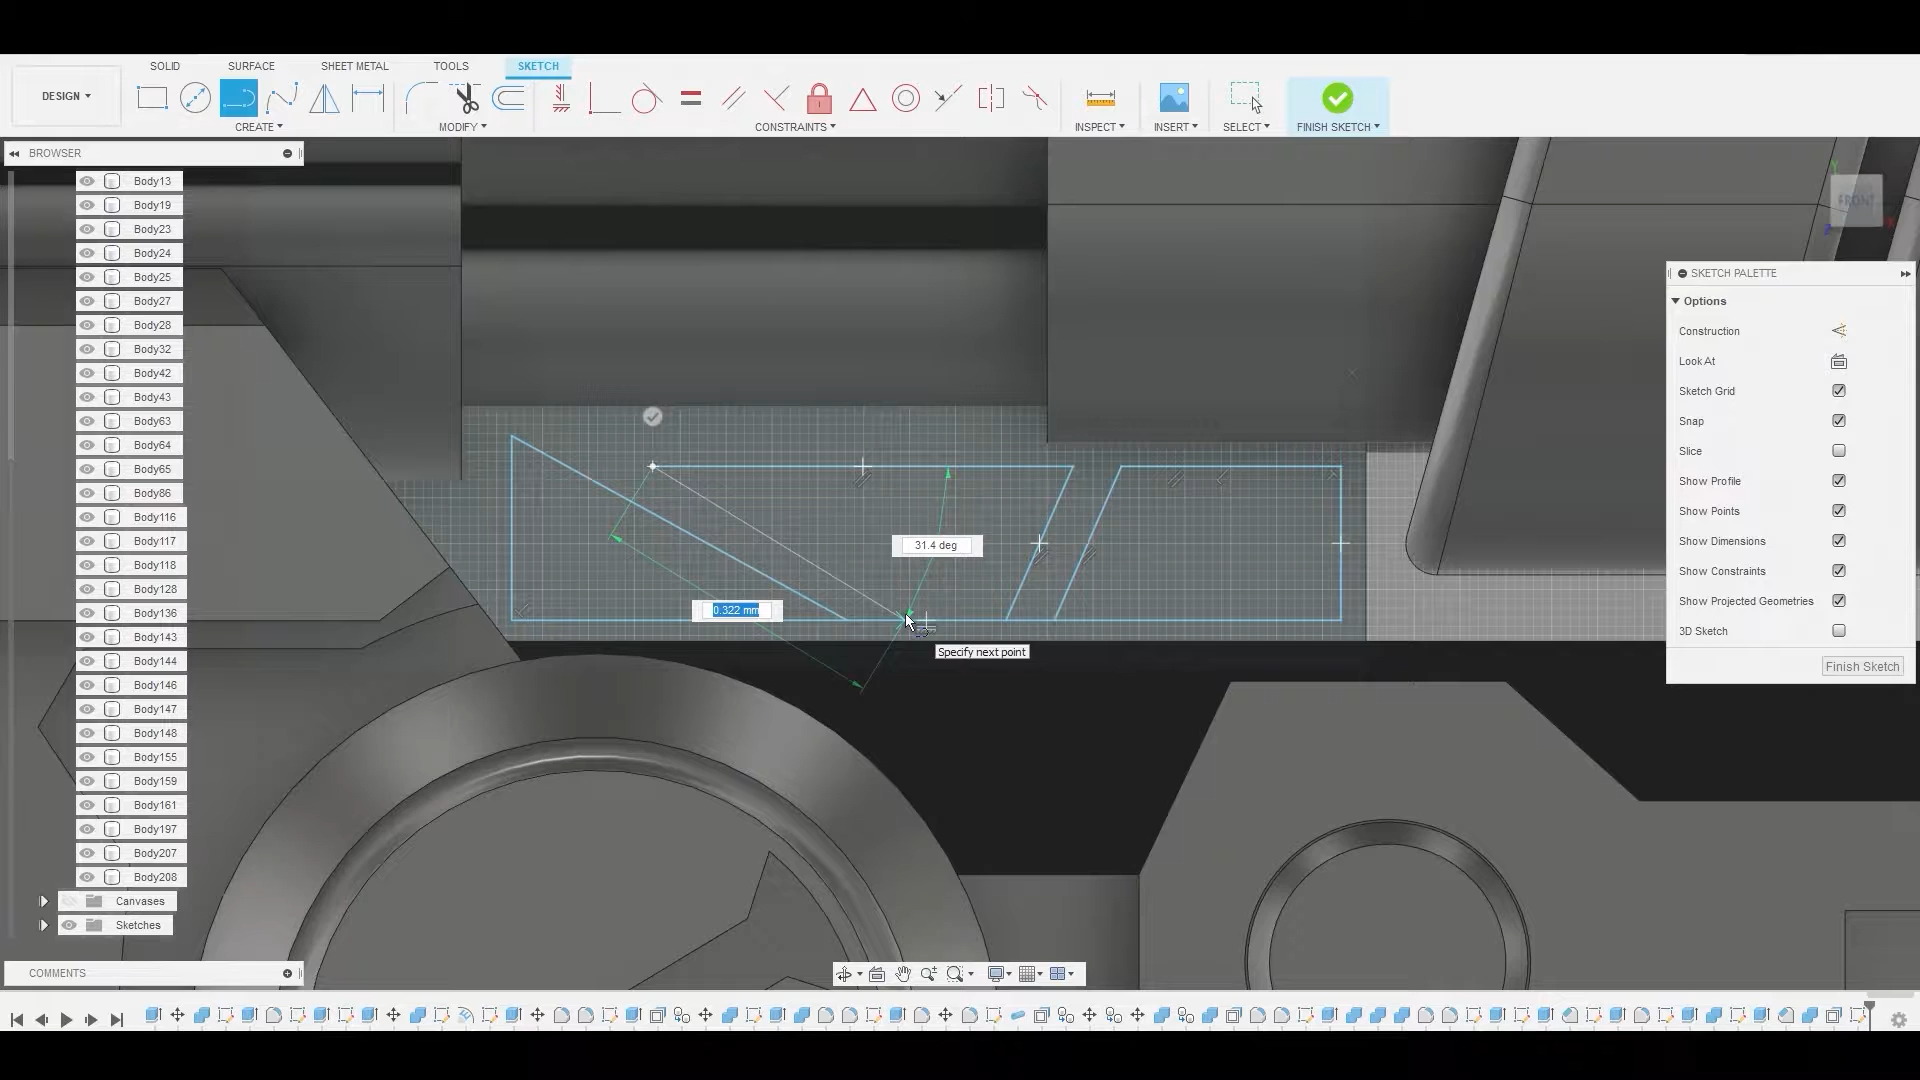 SOLID SURFACE SHEET METAL TOOLS SKETCH
DESIGN
CREATE MODIFY CONSTRAINTS INSPECT INSERT SELECT FINISH SKETCH
BROWSER
Body13
Body19
Body23
Body24
Body25
Body27
Body28
Body32
Body42
Body43
Body63
Body64
Body65
Body86
Body116
Body117
Body118
Body128
Body136
Body143
Body144
Body146
Body147
Body148
Body155
Body159
Body161
Body197
Body207
Body208
Canvases
Sketches
COMMENTS
31.4 deg
0.322 mm
Specify next point
Y
FRONT
X
Z
SKETCH PALETTE
Options
Construction
Look At
Sketch Grid
Snap
Slice
Show Profile
Show Points
Show Dimensions
Show Constraints
Show Projected Geometries
3D Sketch
Finish Sketch